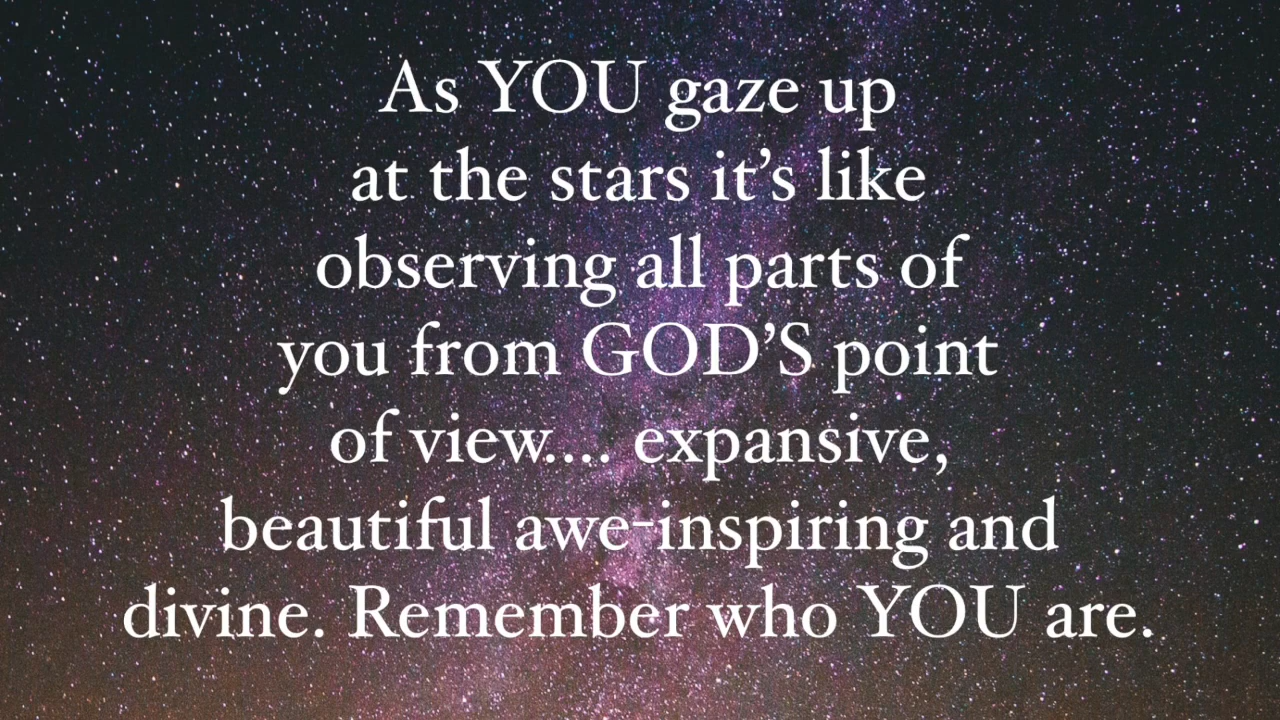 As YOU gaze up
at the stars it’s like
observing all parts of
you from GOD’S point
of view.... expansive,
beautiful awe-inspiring and
divine. Remember who YOU are.